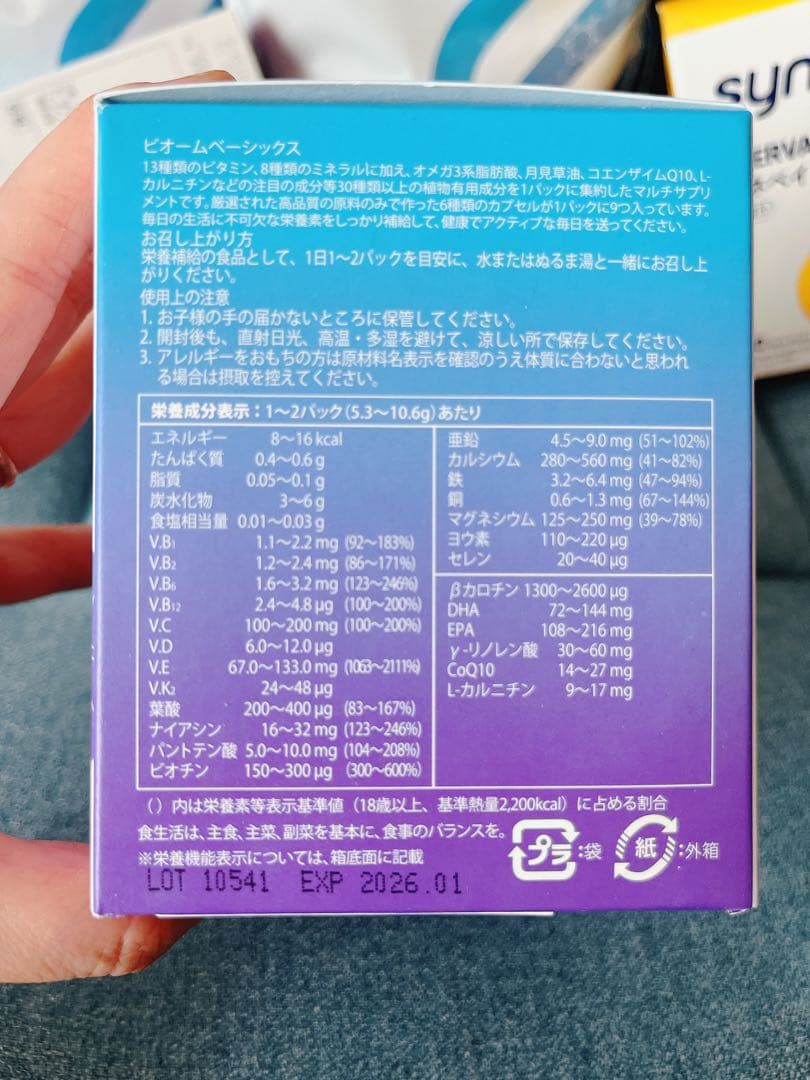 ビオームベーシックス
13種類のビタミン、8種類のミネラルに加え、オメガ3系脂肪酸、月見草油、コエンザイムQ10、L-
カルニチンなどの注目の成分等30種類以上の植物有用成分を1パックに集約したマルチサプリ
メントです。厳選された高品質の原料のみで作った6種類のカプセルが1パックに9つ入っています。
毎日の生活に不可欠な栄養素をしっかり補給して、健康でアクティブな毎日を送ってください。
お召し上がり方
栄養補給の食品として、1日1～2パックを目安に、水またはぬるま湯と一緒にお召し上
がりください。
使用上の注意
1. お子様の手の届かないところに保管してください。
2. 開封後も、直射日光、高温・多湿を避けて、涼しい所で保存してください。
3. アレルギーをおもちの方は原材料名表示を確認のうえ体質に合わないと思われ
る場合は摂取を控えてください。
栄養成分表示：1～2パック（5.3～10.6g）あたり
エネルギー 8～16 kcal
たんぱく質 0.4～0.6 g
脂質 0.05～0.1 g
炭水化物 3～6 g
食塩相当量 0.01～0.03 g
V.B1 1.1～2.2 mg (92～183%)
V.B2 1.2～2.4 mg (86～171%)
V.B6 1.6～3.2 mg (123～246%)
V.B12 2.4～4.8 μg (100～200%)
V.C 100～200 mg (100～200%)
V.D 6.0～12.0 μg
V.E 67.0～133.0 mg (1063～2111%)
V.K2 24～48 μg
葉酸 200～400 μg (83～167%)
ナイアシン 16～32 mg (123～246%)
パントテン酸 5.0～10.0 mg (104～208%)
ビオチン 150～300 μg (300～600%)
亜鉛 4.5～9.0 mg (51～102%)
カルシウム 280～560 mg (41～82%)
鉄 3.2～6.4 mg (47～94%)
銅 0.6～1.3 mg (67～144%)
マグネシウム 125～250 mg (39～78%)
ヨウ素 110～220 μg
セレン 20～40 μg
βカロチン 1300～2600 μg
DHA 72～144 mg
EPA 108～216 mg
γ-リノレン酸 30～60 mg
CoQ10 14～27 mg
L-カルニチン 9～17 mg
（）内は栄養素等表示基準値（18歳以上、基準熱量2,200kcal）に占める割合
食生活は、主食、主菜、副菜を基本に、食事のバランスを。
※栄養機能表示については、箱底面に記載
プラ:袋
紙:外箱
LOT 10541 EXP 2026.01
syn
ERVA